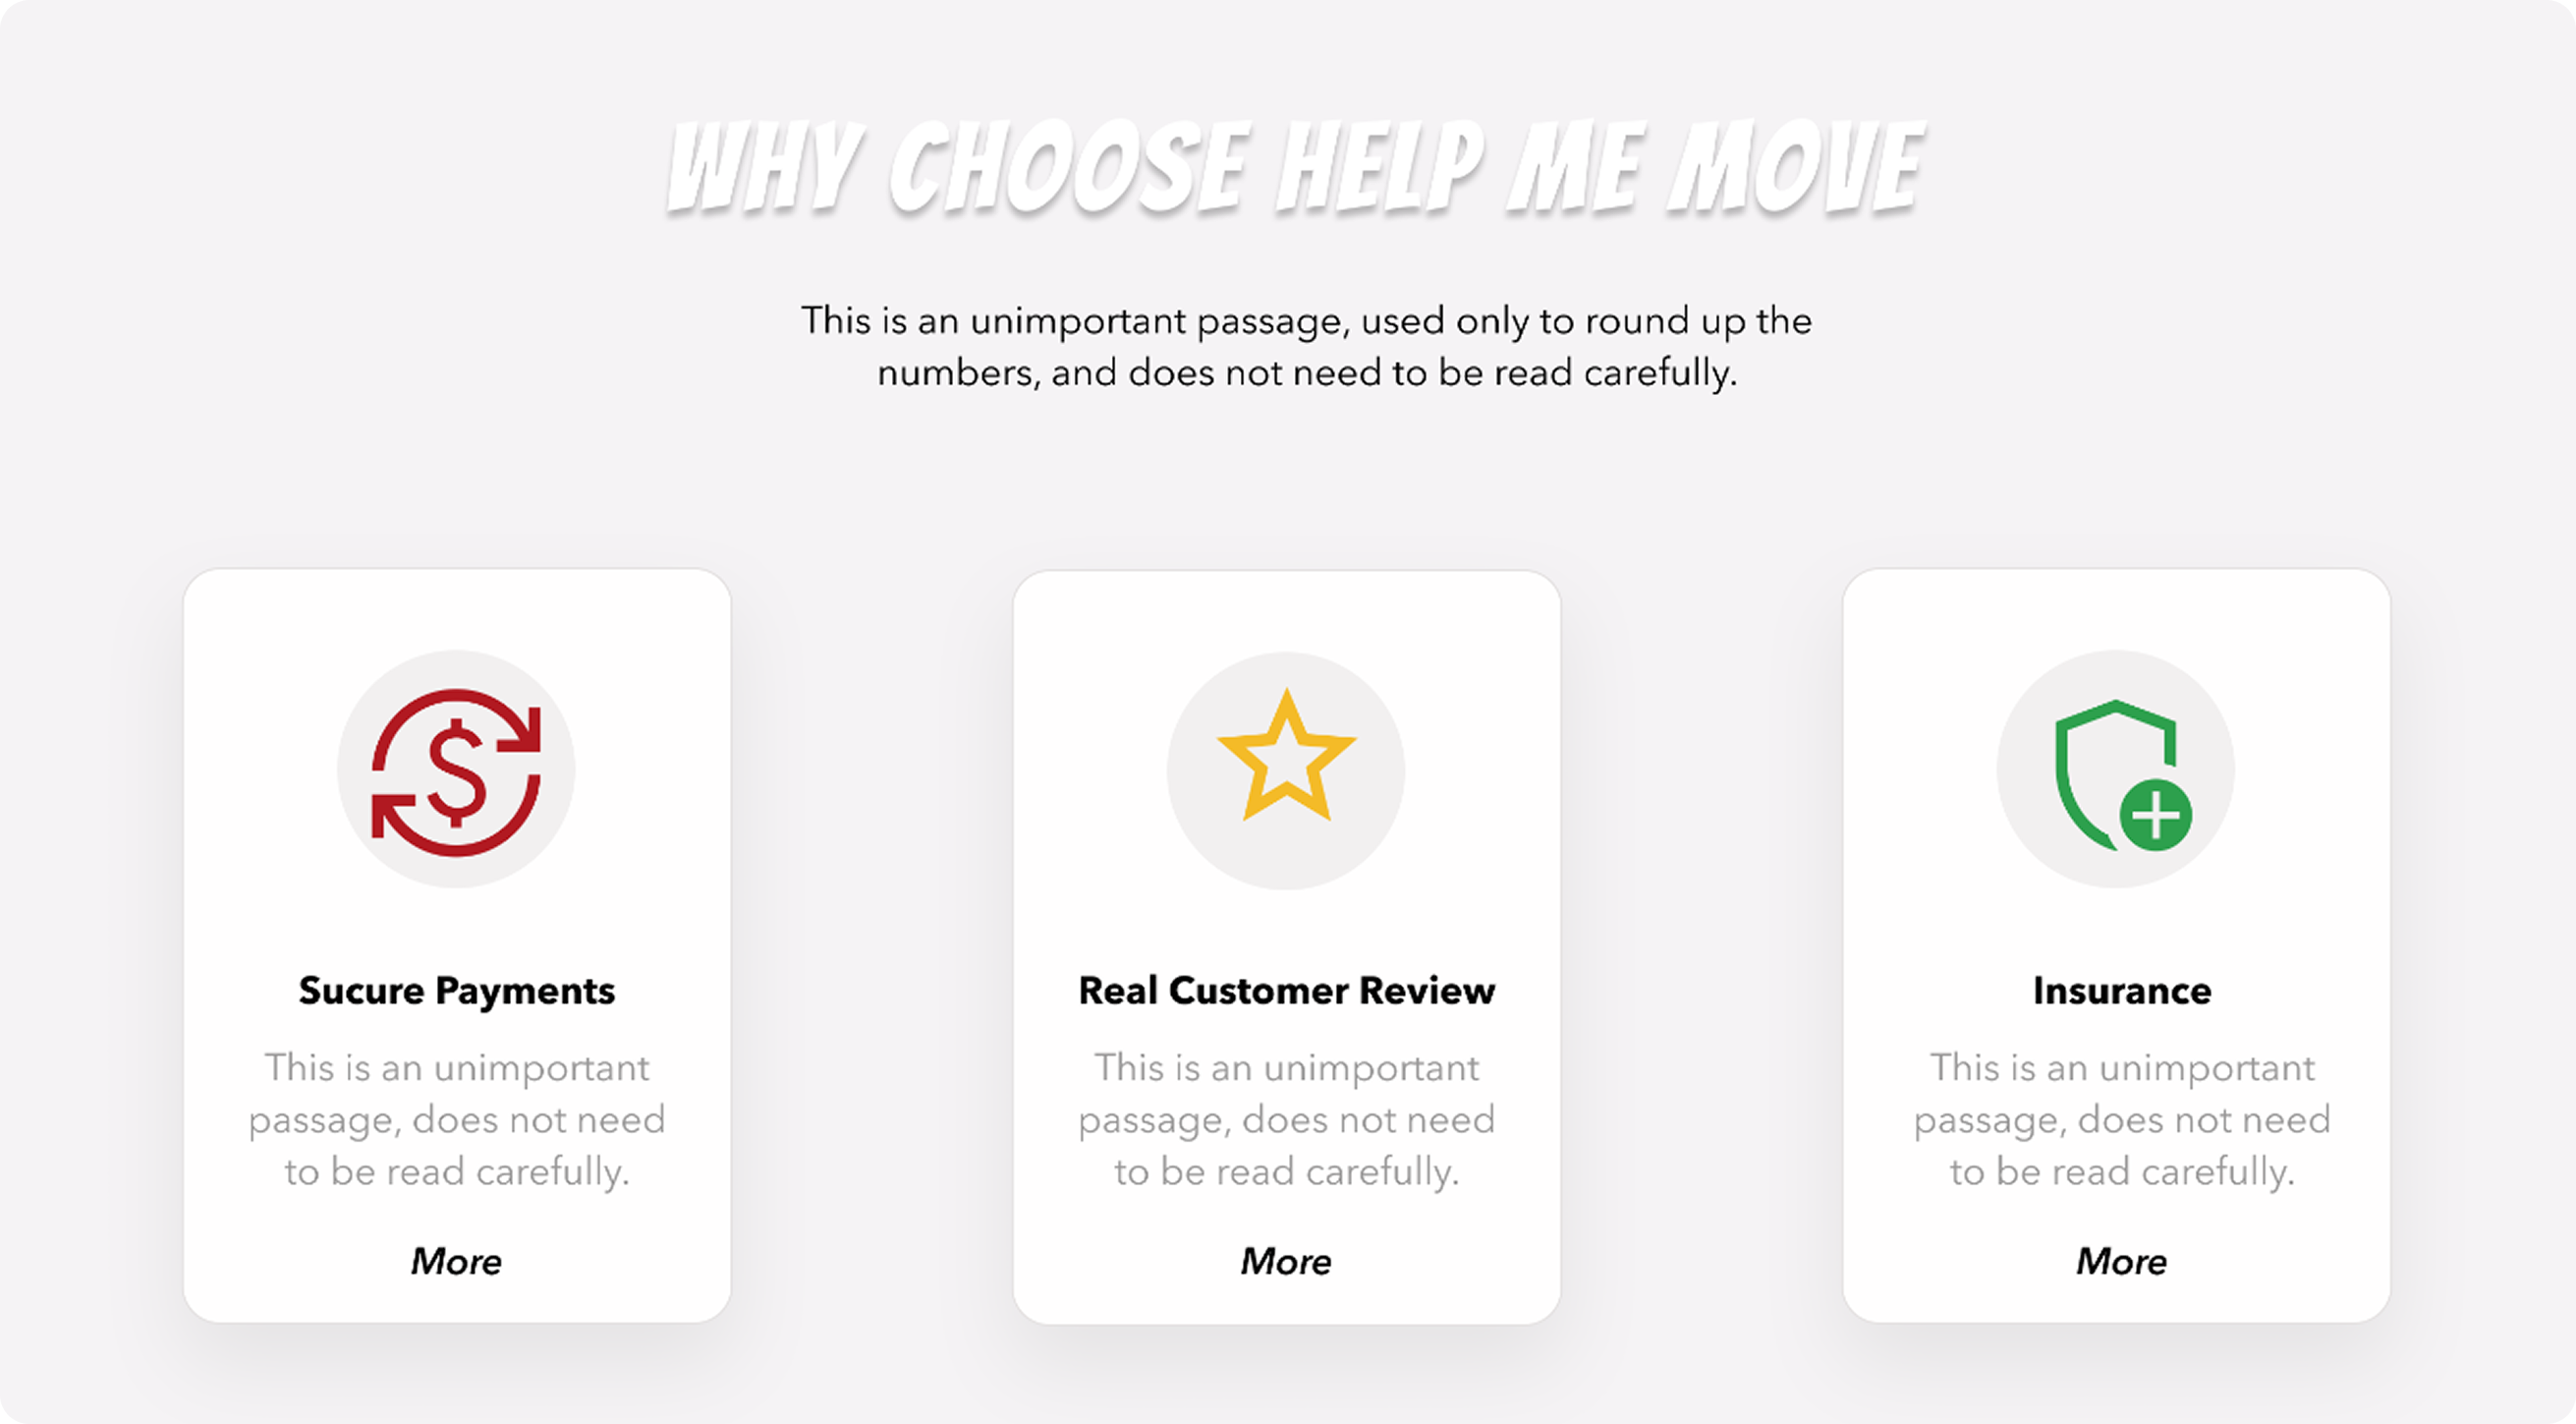 WHY CHOOSE HELP ME MOVE
This is an unimportant passage, used only to round up the
numbers, and does not need to be read carefully.
Sucure Payments
This is an unimportant
passage, does not need
to be read carefully.
More
Real Customer Review
This is an unimportant
passage, does not need
to be read carefully.
More
Insurance
This is an unimportant
passage, does not need
to be read carefully.
More